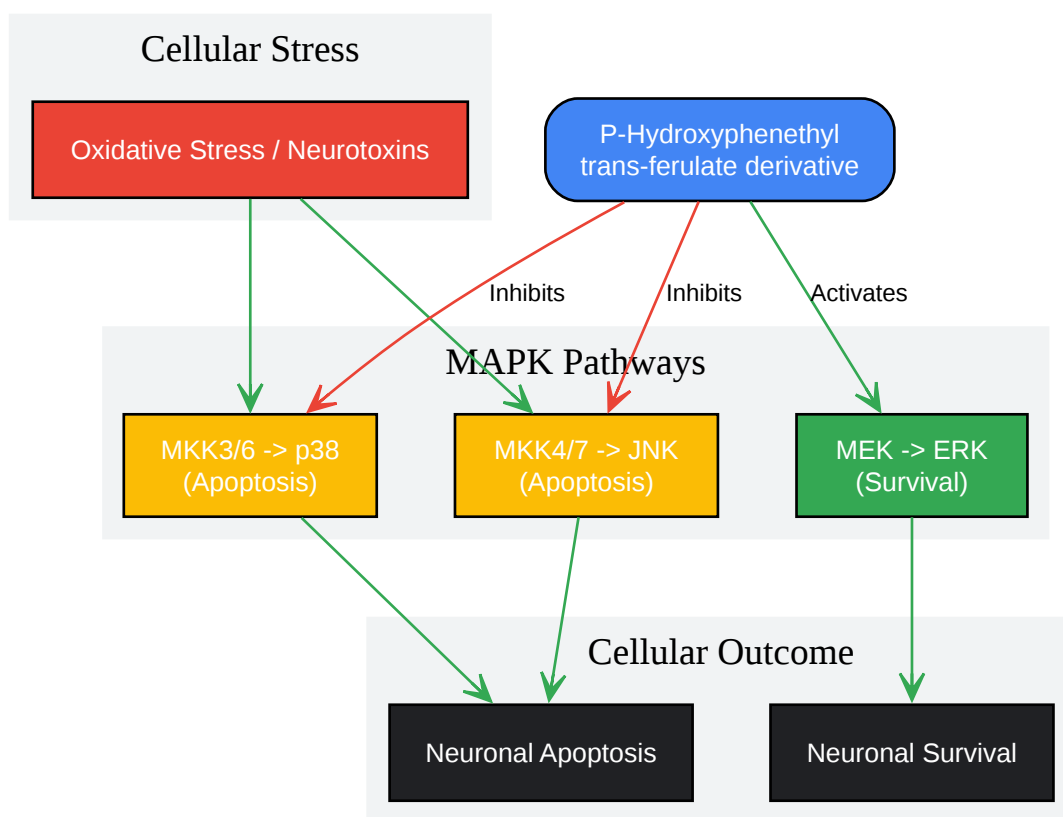 Cellular Stress
Oxidative Stress / Neurotoxins
P-Hydroxyphenethyl
trans-ferulate derivative
Inhibits
Inhibits
Activates
MAPK Pathways
MKK3/6 -> p38
(Apoptosis)
MKK4/7 -> JNK
(Apoptosis)
MEK -> ERK
(Survival)
Cellular Outcome
Neuronal Apoptosis
Neuronal Survival